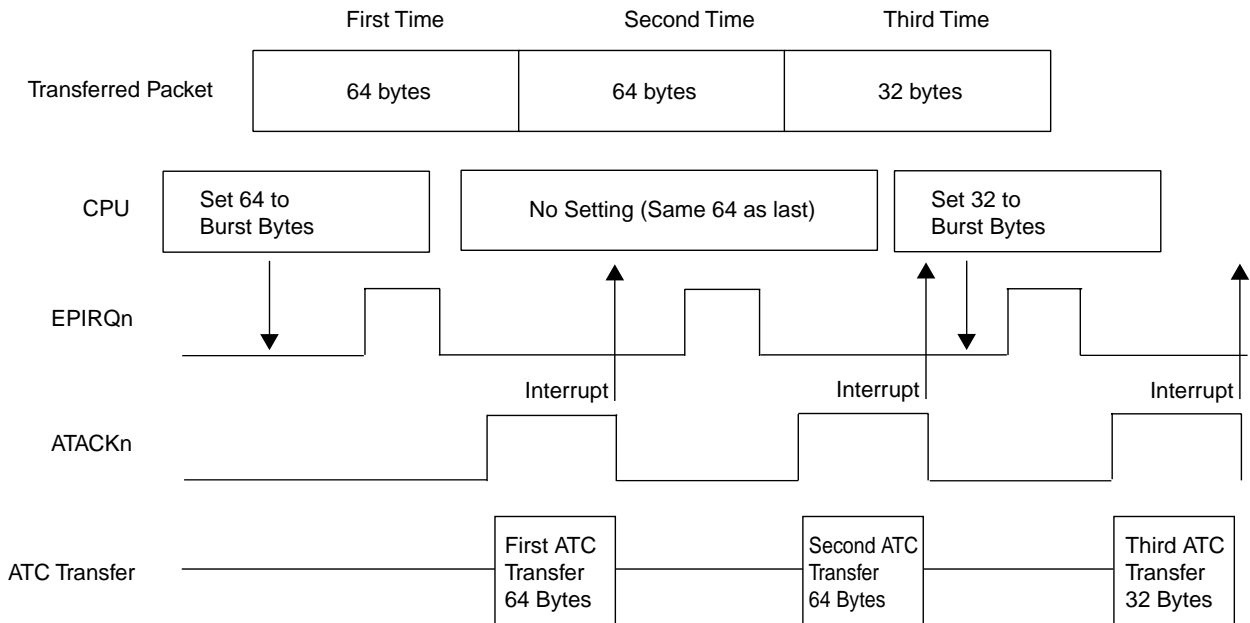 First Time Second Time Third Time
Transferred Packet 64 bytes 64 bytes 32 bytes
CPU
Set 64 to
Burst Bytes
No Setting (Same 64 as last)
Set 32 to
Burst Bytes
EPIRQn
Interrupt Interrupt Interrupt
ATACKn
ATC Transfer
First ATC
Transfer
64 Bytes
Second ATC
Transfer
64 Bytes
Third ATC
Transfer
32 Bytes